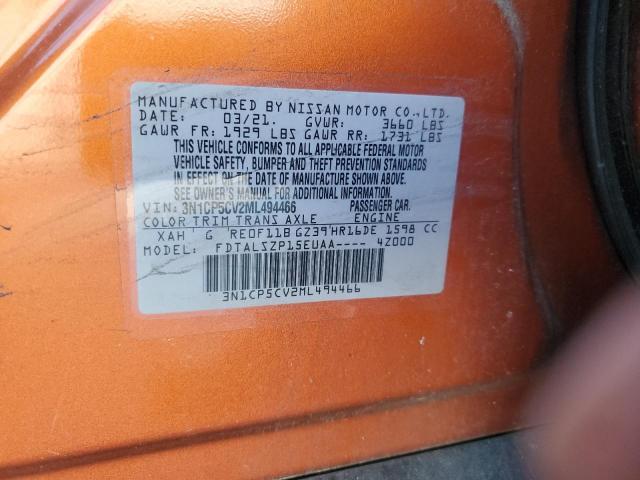 MANUFACTURED BY NISSAN MOTOR CO.,LTD.
DATE: 03/21. GVWR: 3660 LBS
GAWR FR: 1929 LBS GAWR RR: 1731 LBS
THIS VEHICLE CONFORMS TO ALL APPLICABLE FEDERAL MOTOR
VEHICLE SAFETY, BUMPER AND THEFT PREVENTION STANDARDS
IN EFFECT ON THE DATE OF MANUFACTURE SHOWN ABOVE.
SEE OWNER'S MANUAL FOR ADDITIONAL INFORMATION.
VIN: 3N1CP5CV2ML494466 PASSENGER CAR.
COLOR TRIM TRANS AXLE ENGINE
XAH G RE0F11B GZ39 HR16DE 1598 CC
MODEL: FDTALSZP15EUAA---- 4Z000
3N1CP5CV2ML494466